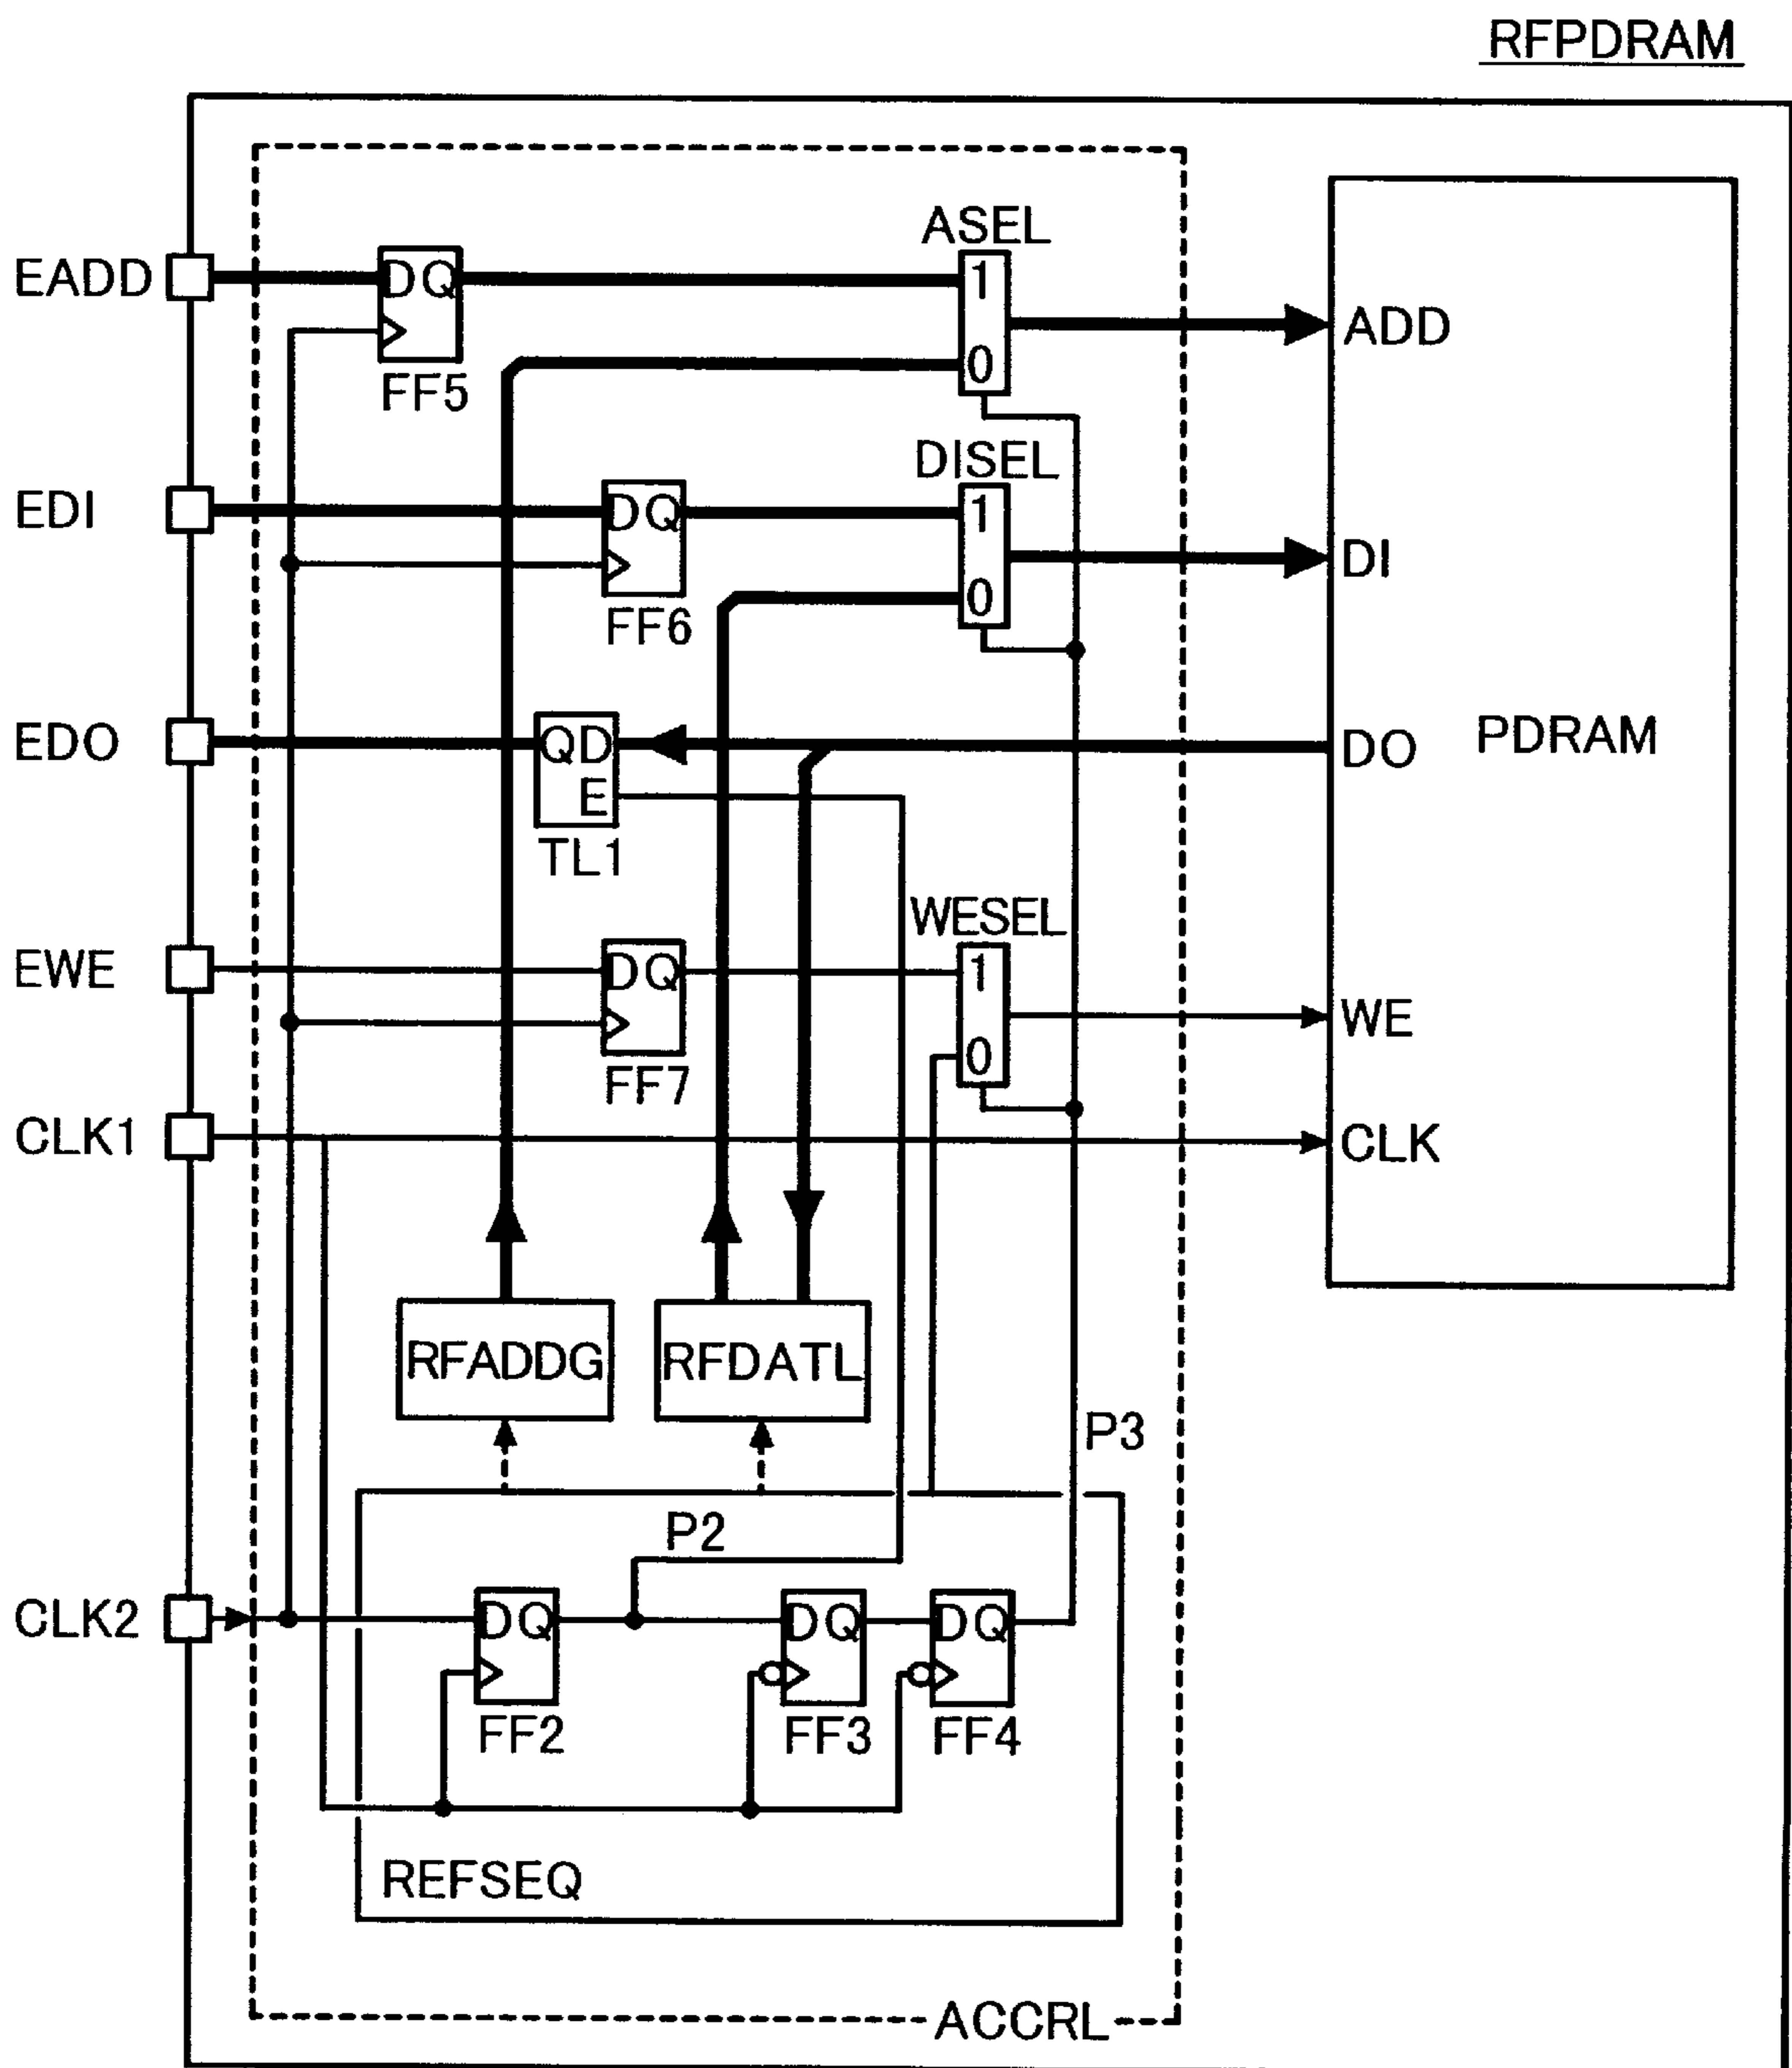 RFPDRAM
ASEL
EADD
DQ
1
0
ADD
FF5
DISEL
EDI
DQ
1
0
DI
FF6
EDO
QD
E
DO
PDRAM
TL1
WESEL
EWE
DQ
1
0
WE
FF7
CLK1
CLK
RFADDG
RFDATL
P3
P2
CLK2
DQ
DQ
DQ
FF2
FF3
FF4
REFSEQ
ACCRL